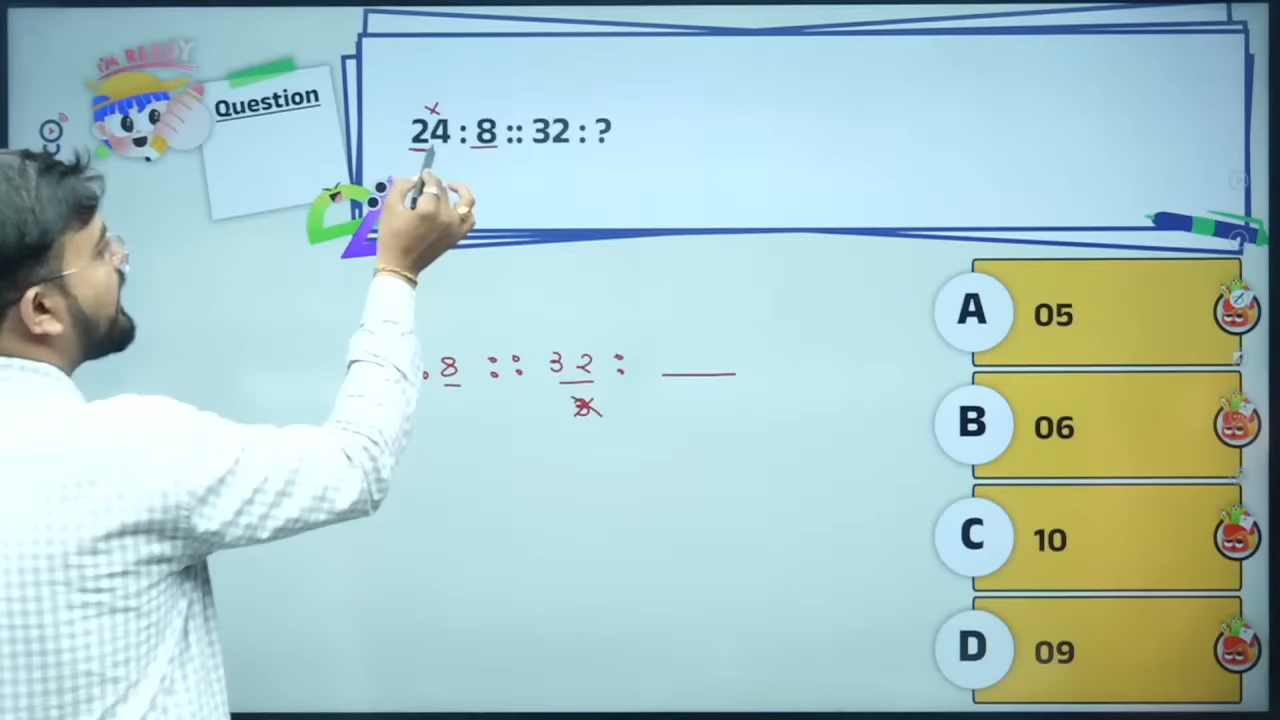 I'M READY
Question
×
24 : 8 :: 32 : ?
8 :: 32 :
A 05
B 06
C 10
D 09